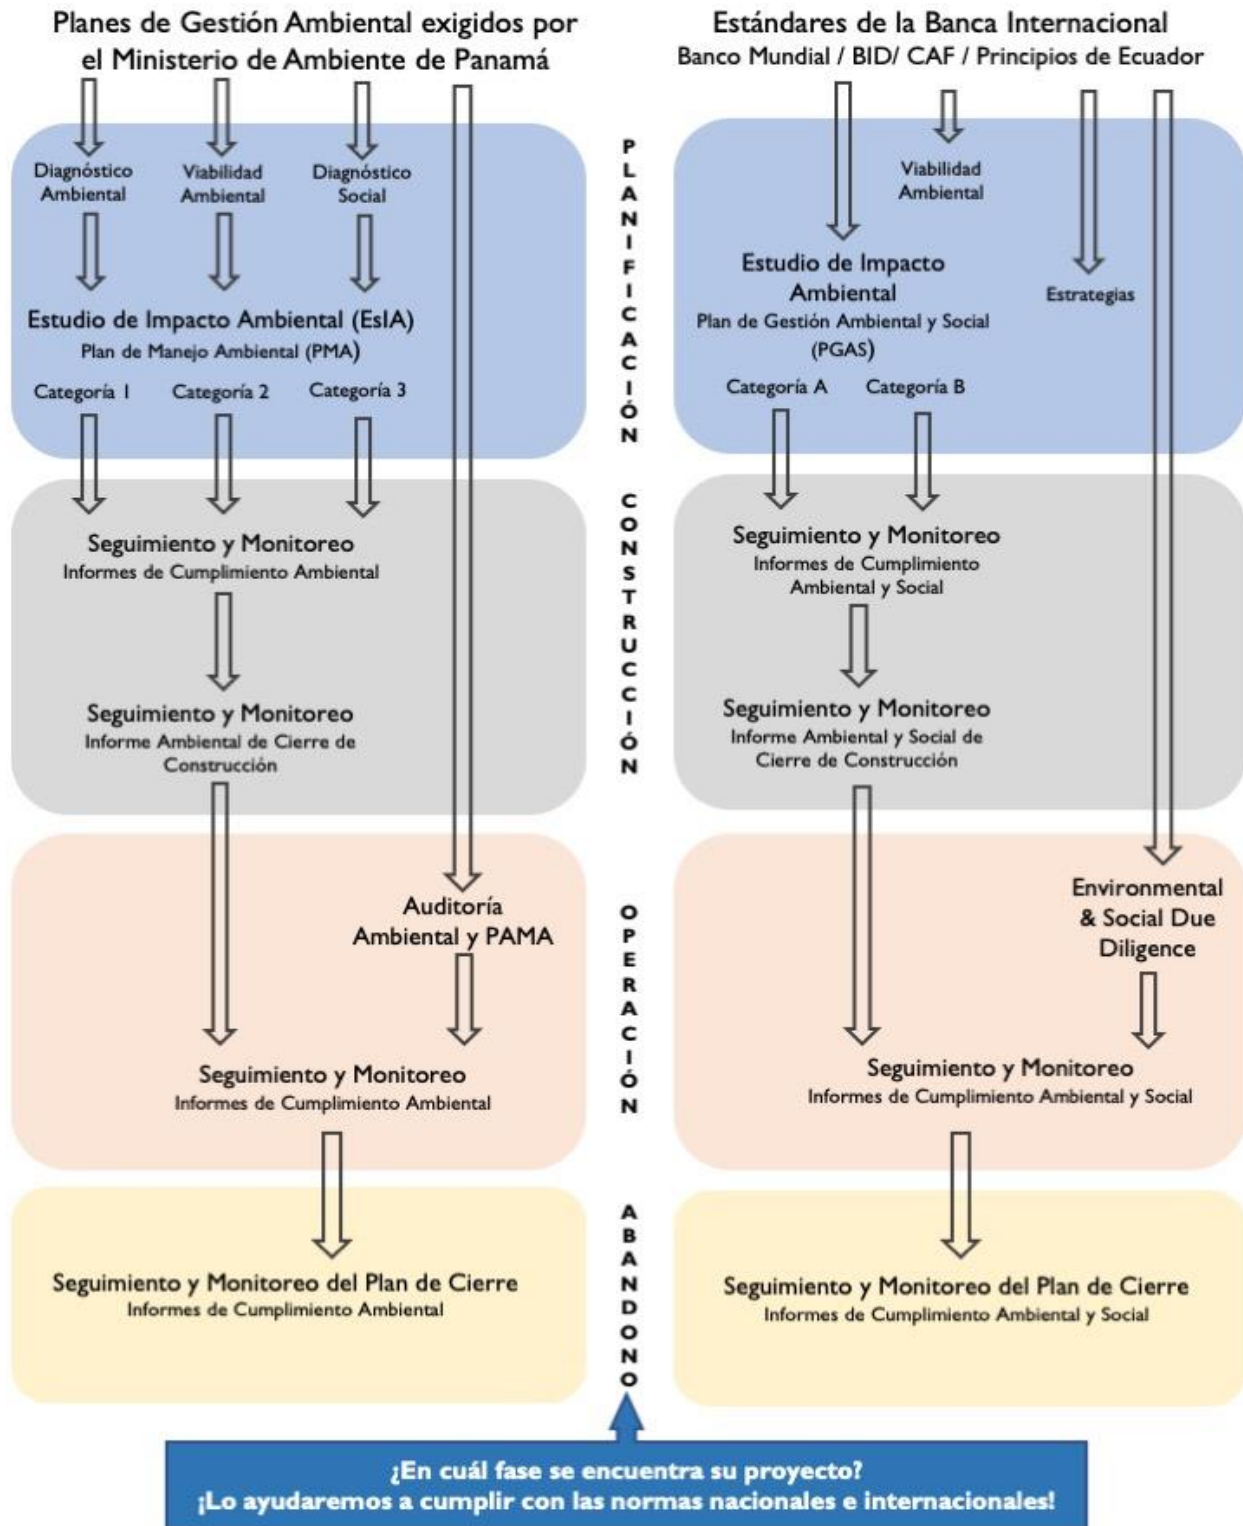 Planes de Gestión Ambiental exigidos por
el Ministerio de Ambiente de Panamá
Diagnóstico
Ambiental
Viabilidad
Ambiental
Diagnóstico
Social
Estudio de Impacto Ambiental (EsIA)
Plan de Manejo Ambiental (PMA)
Categoría 1
Categoría 2
Categoría 3
Seguimiento y Monitoreo
Informes de Cumplimiento Ambiental
Seguimiento y Monitoreo
Informe Ambiental de Cierre de
Construcción
Auditoría
Ambiental y PAMA
Seguimiento y Monitoreo
Informes de Cumplimiento Ambiental
Seguimiento y Monitoreo del Plan de Cierre
Informes de Cumplimiento Ambiental
PLANIFICACIÓN
CONSTRUCCIÓN
OPERACIÓN
ABANDONO
Estándares de la Banca Internacional
Banco Mundial / BID/ CAF / Principios de Ecuador
Viabilidad
Ambiental
Estudio de Impacto
Ambiental
Plan de Gestión Ambiental y Social
(PGAS)
Estrategias
Categoría A
Categoría B
Seguimiento y Monitoreo
Informes de Cumplimiento
Ambiental y Social
Seguimiento y Monitoreo
Informe Ambiental y Social de
Cierre de Construcción
Environmental
& Social Due
Diligence
Seguimiento y Monitoreo
Informes de Cumplimiento Ambiental y Social
Seguimiento y Monitoreo del Plan de Cierre
Informes de Cumplimiento Ambiental y Social
¿En cuál fase se encuentra su proyecto?
¡Lo ayudaremos a cumplir con las normas nacionales e internacionales!